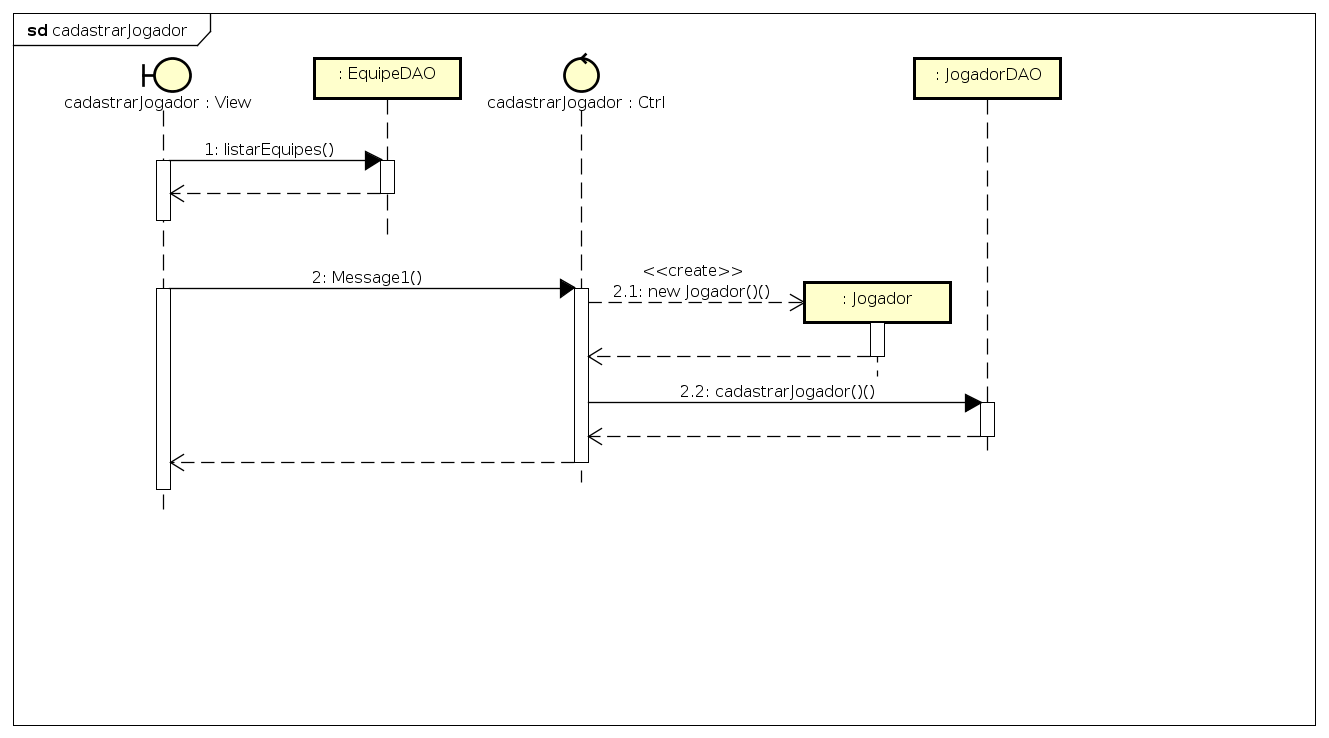 sd cadastrarJogador
: EquipeDAO
: JogadorDAO
cadastrarJogador : View
cadastrarJogador : Ctrl
1: listarEquipes()
<<create>>
2: Message1()
2.1: new Jogador()()
: Jogador
2.2: cadastrarJogador()()